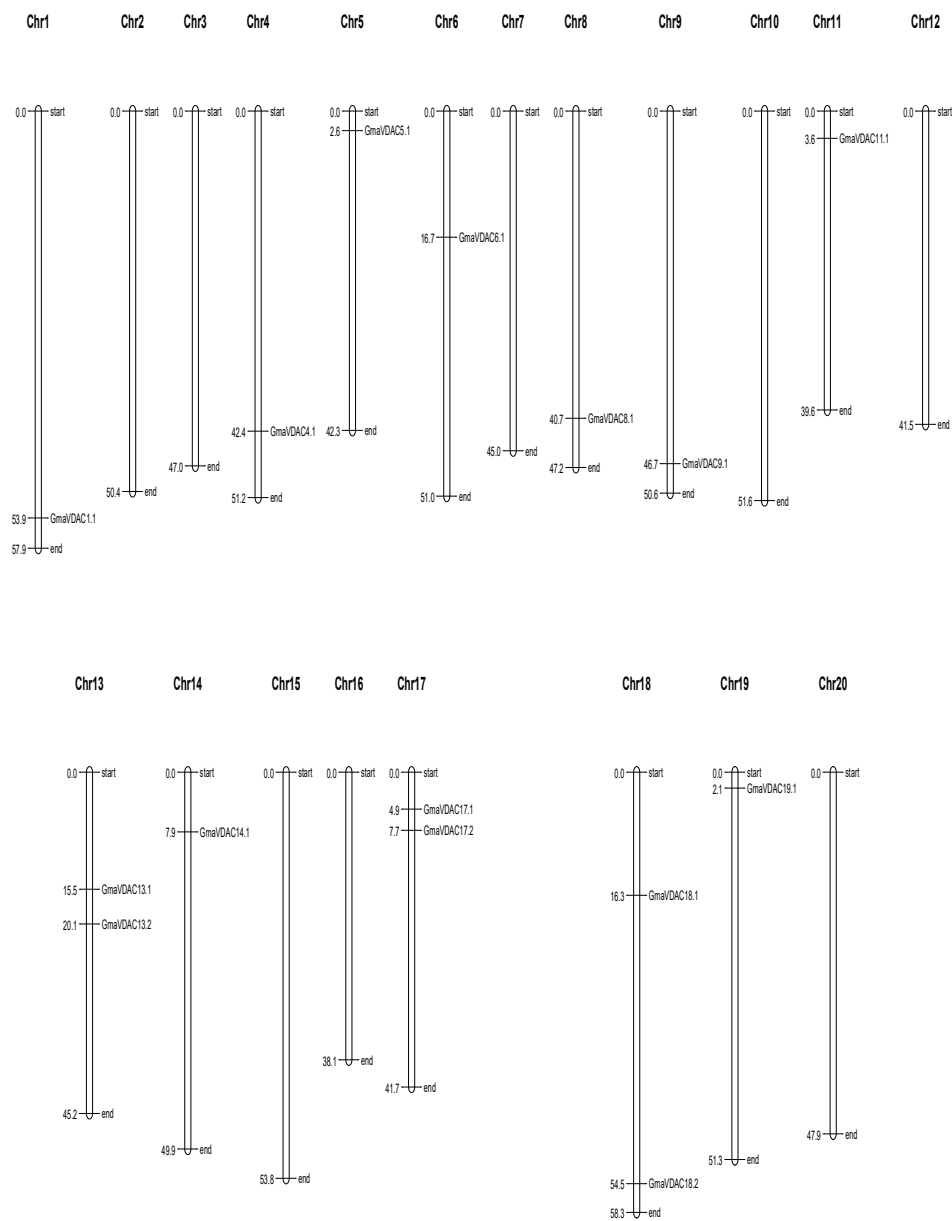 Chr1 Chr2 Chr3 Chr4 Chr5 Chr6 Chr7 Chr8 Chr9 Chr10 Chr11 Chr12
0.0 start 0.0 start 0.0 start 0.0 start 0.0 start 0.0 start 0.0 start 0.0 start 0.0 start 0.0 start 0.0 start 0.0 start
2.6 GmaVDAC5.1
3.6 GmaVDAC11.1
16.7 GmaVDAC6.1
39.6 end
40.7 GmaVDAC8.1
41.5 end
42.3 end
42.4 GmaVDAC4.1
45.0 end
46.7 GmaVDAC9.1
47.0 end
47.2 end
50.4 end
50.6 end
51.0 end
51.2 end
51.6 end
53.9 GmaVDAC1.1
57.9 end
Chr13 Chr14 Chr15 Chr16 Chr17 Chr18 Chr19 Chr20
0.0 start 0.0 start 0.0 start 0.0 start 0.0 start 0.0 start 0.0 start 0.0 start
2.1 GmaVDAC19.1
4.9 GmaVDAC17.1
7.7 GmaVDAC17.2
7.9 GmaVDAC14.1
15.5 GmaVDAC13.1
16.3 GmaVDAC18.1
20.1 GmaVDAC13.2
38.1 end
41.7 end
45.2 end
47.9 end
49.9 end
51.3 end
53.8 end
54.5 GmaVDAC18.2
58.3 end